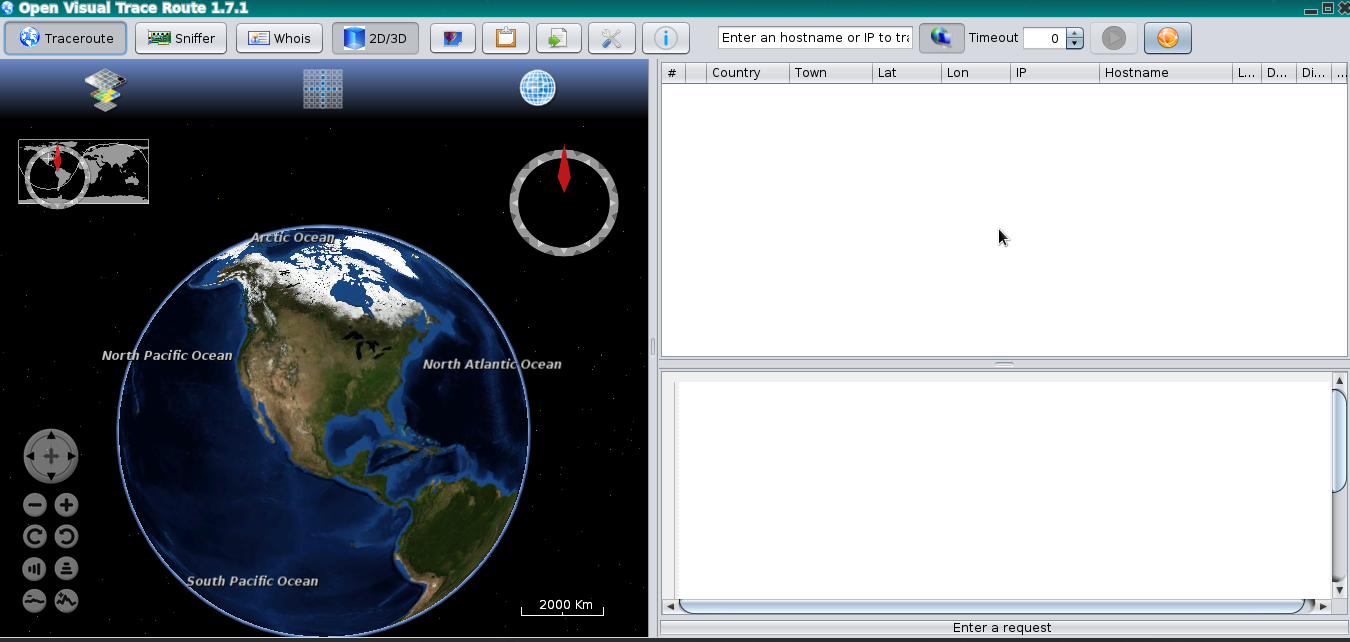 Open Visual Trace Route 1.7.1
Traceroute Sniffer Whois 2D/3D Enter an hostname or IP to tra Timeout 0
# Country Town Lat Lon IP Hostname L... D... Di... ...
Arctic Ocean
North Pacific Ocean
North Atlantic Ocean
South Pacific Ocean
2000 Km
Enter a request